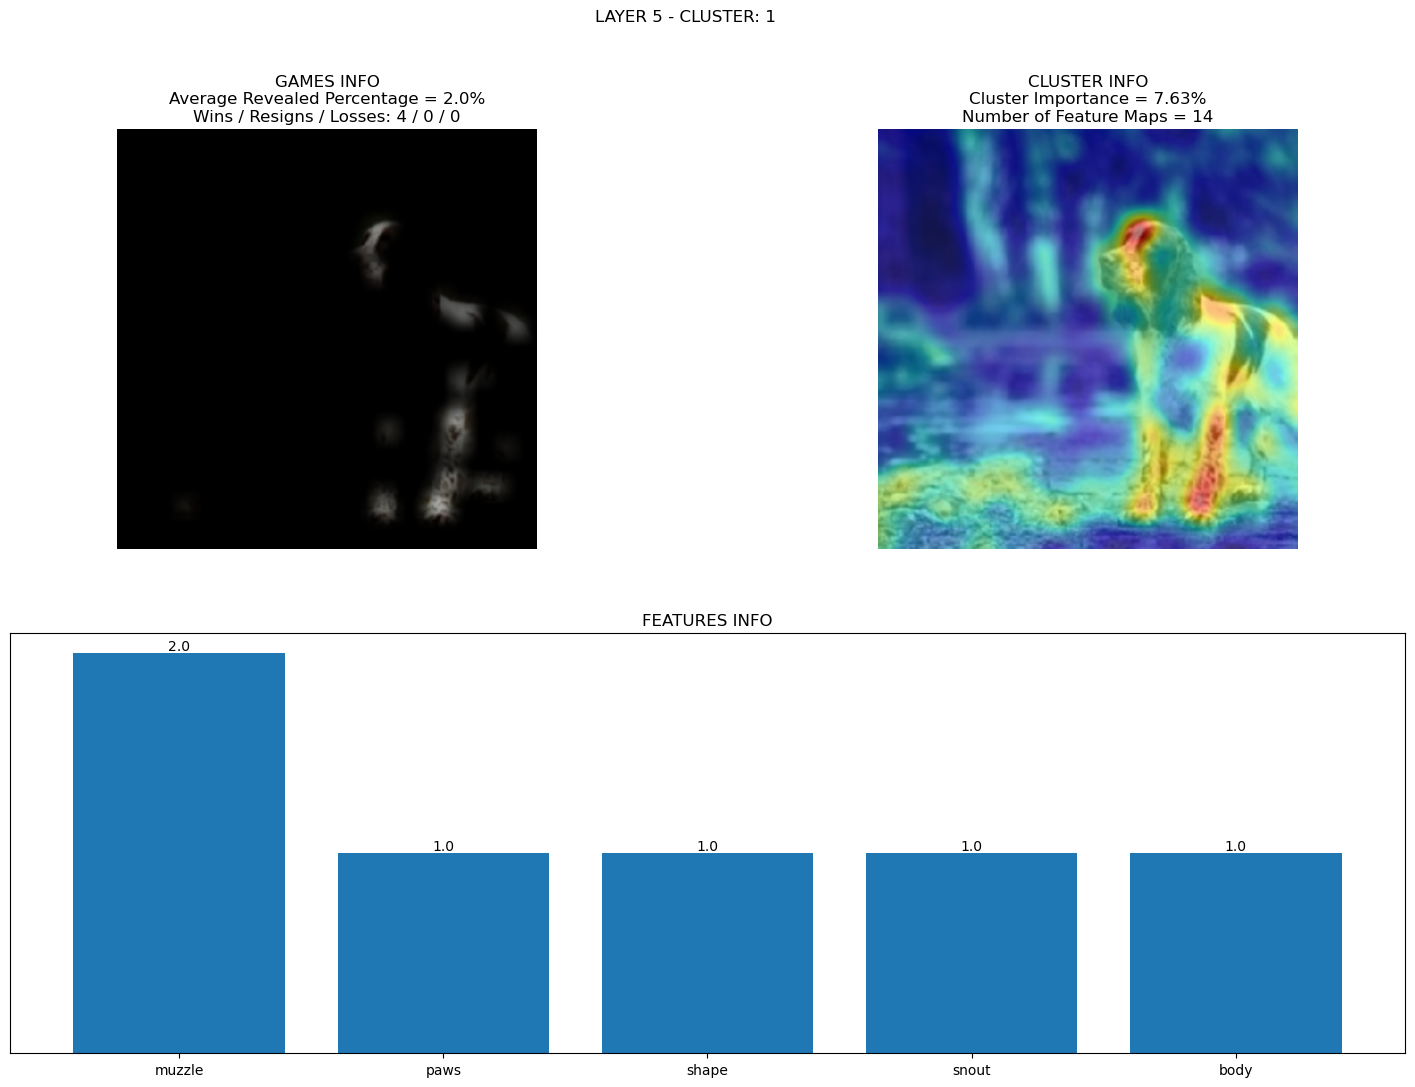 LAYER 5 - CLUSTER: 1
GAMES INFO
Average Revealed Percentage = 2.0%
Wins / Resigns / Losses: 4 / 0 / 0
CLUSTER INFO
Cluster Importance = 7.63%
Number of Feature Maps = 14
FEATURES INFO
2.0
1.0
1.0
1.0
1.0
muzzle
paws
shape
snout
body